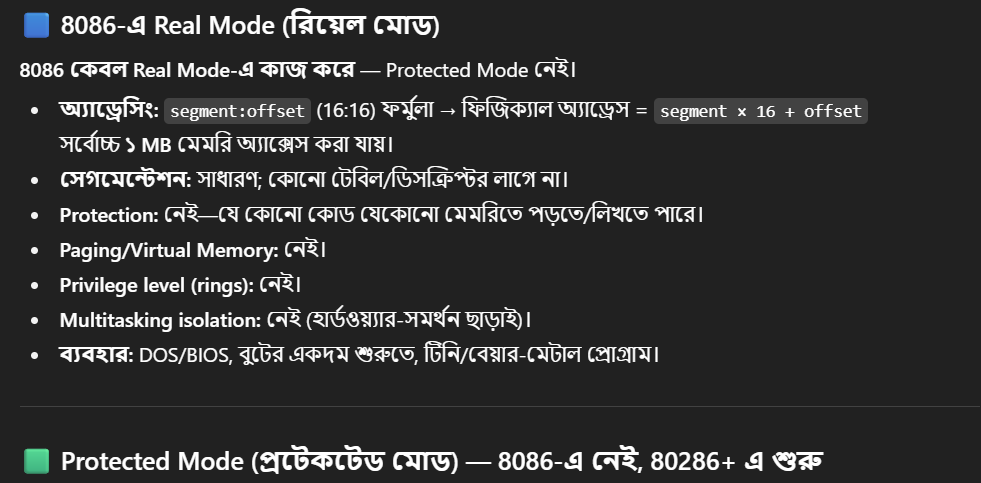 8086-এ Real Mode (রিয়েল মোড)
8086 কেবল Real Mode-এ কাজ করে — Protected Mode নেই।
• অ্যাড্রেসিং: segment:offset (16:16) ফর্মুলা → ফিজিক্যাল অ্যাড্রেস = segment × 16 + offset
সর্বোচ্চ ১ MB মেমরি অ্যাক্সেস করা যায়।
• সেগমেন্টেশন: সাধারণ; কোনো টেবিল/ডিসক্রিপ্টর লাগে না।
• Protection: নেই—যে কোনো কোড যেকোনো মেমরিতে পড়তে/লিখতে পারে।
• Paging/Virtual Memory: নেই।
• Privilege level (rings): নেই।
• Multitasking isolation: নেই (হার্ডওয়্যার-সমর্থন ছাড়াই)।
• ব্যবহার: DOS/BIOS, বুটের একদম শুরুতে, টিনি/বেয়ার-মেটাল প্রোগ্রাম।
Protected Mode (প্রটেকটেড মোড) — 8086-এ নেই, 80286+ এ শুরু